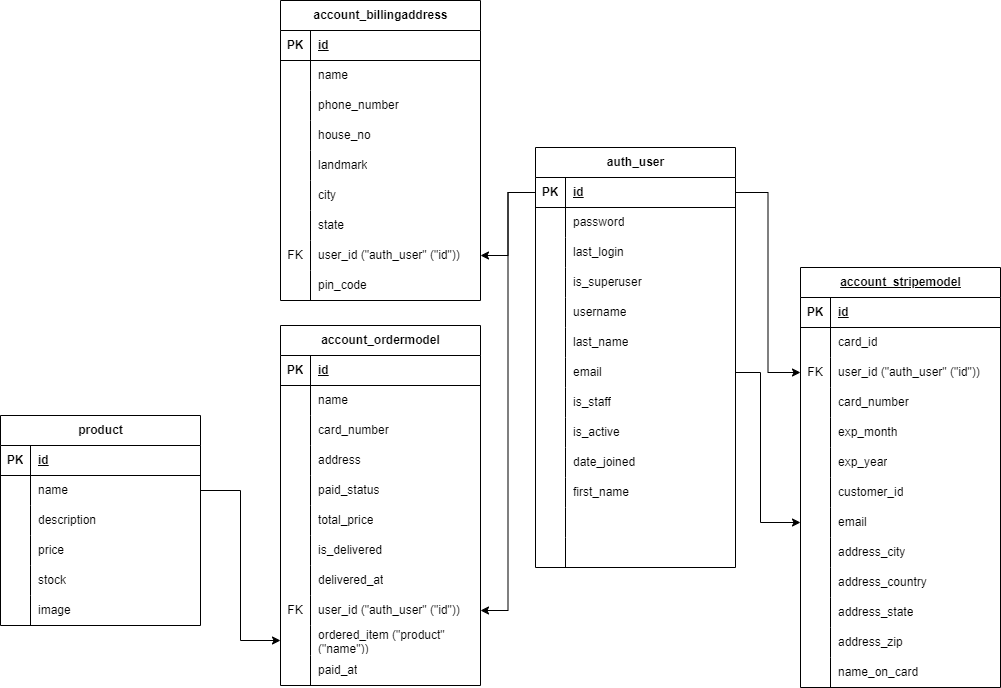 account_billingaddress
PK id
name
phone_number
house_no
landmark
city
state
FK user_id ("auth_user" ("id"))
pin_code
auth_user
PK id
password
last_login
is_superuser
username
last_name
email
is_staff
is_active
date_joined
first_name
account_stripemodel
PK id
card_id
FK user_id ("auth_user" ("id"))
card_number
exp_month
exp_year
customer_id
email
address_city
address_country
address_state
address_zip
name_on_card
account_ordermodel
PK id
name
card_number
address
paid_status
total_price
is_delivered
delivered_at
FK user_id ("auth_user" ("id"))
ordered_item ("product"
("name"))
paid_at
product
PK id
name
description
price
stock
image